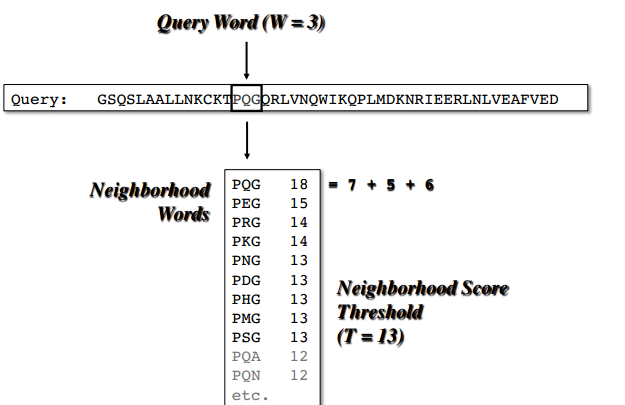 Query Word (W = 3)
Query: GSQSLAALLNKCKTPQGQRLVNQWIKQPLMDKNRIEERLNLVEAFVED
Neighborhood
Words
PQG 18 = 7 + 5 + 6
PEG 15
PRG 14
PKG 14
PNG 13
PDG 13
PHG 13
PMG 13
PSG 13
PQA 12
PQN 12
etc.
Neighborhood Score
Threshold
(T = 13)